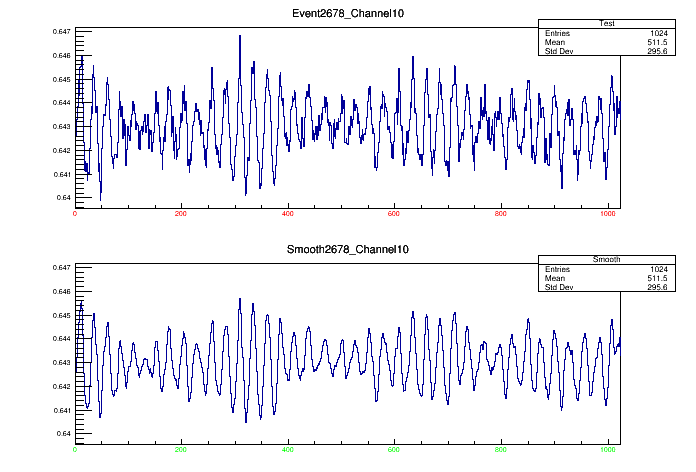 Event2678_Channel10
Test
Entries 1024
Mean 511.5
Std Dev 295.6
0.647
0.646
0.645
0.644
0.643
0.642
0.641
0.64
0 200 400 600 800 1000
Smooth2678_Channel10
Smooth
Entries 1024
Mean 511.5
Std Dev 295.6
0.647
0.646
0.645
0.644
0.643
0.642
0.641
0.64
0 200 400 600 800 1000